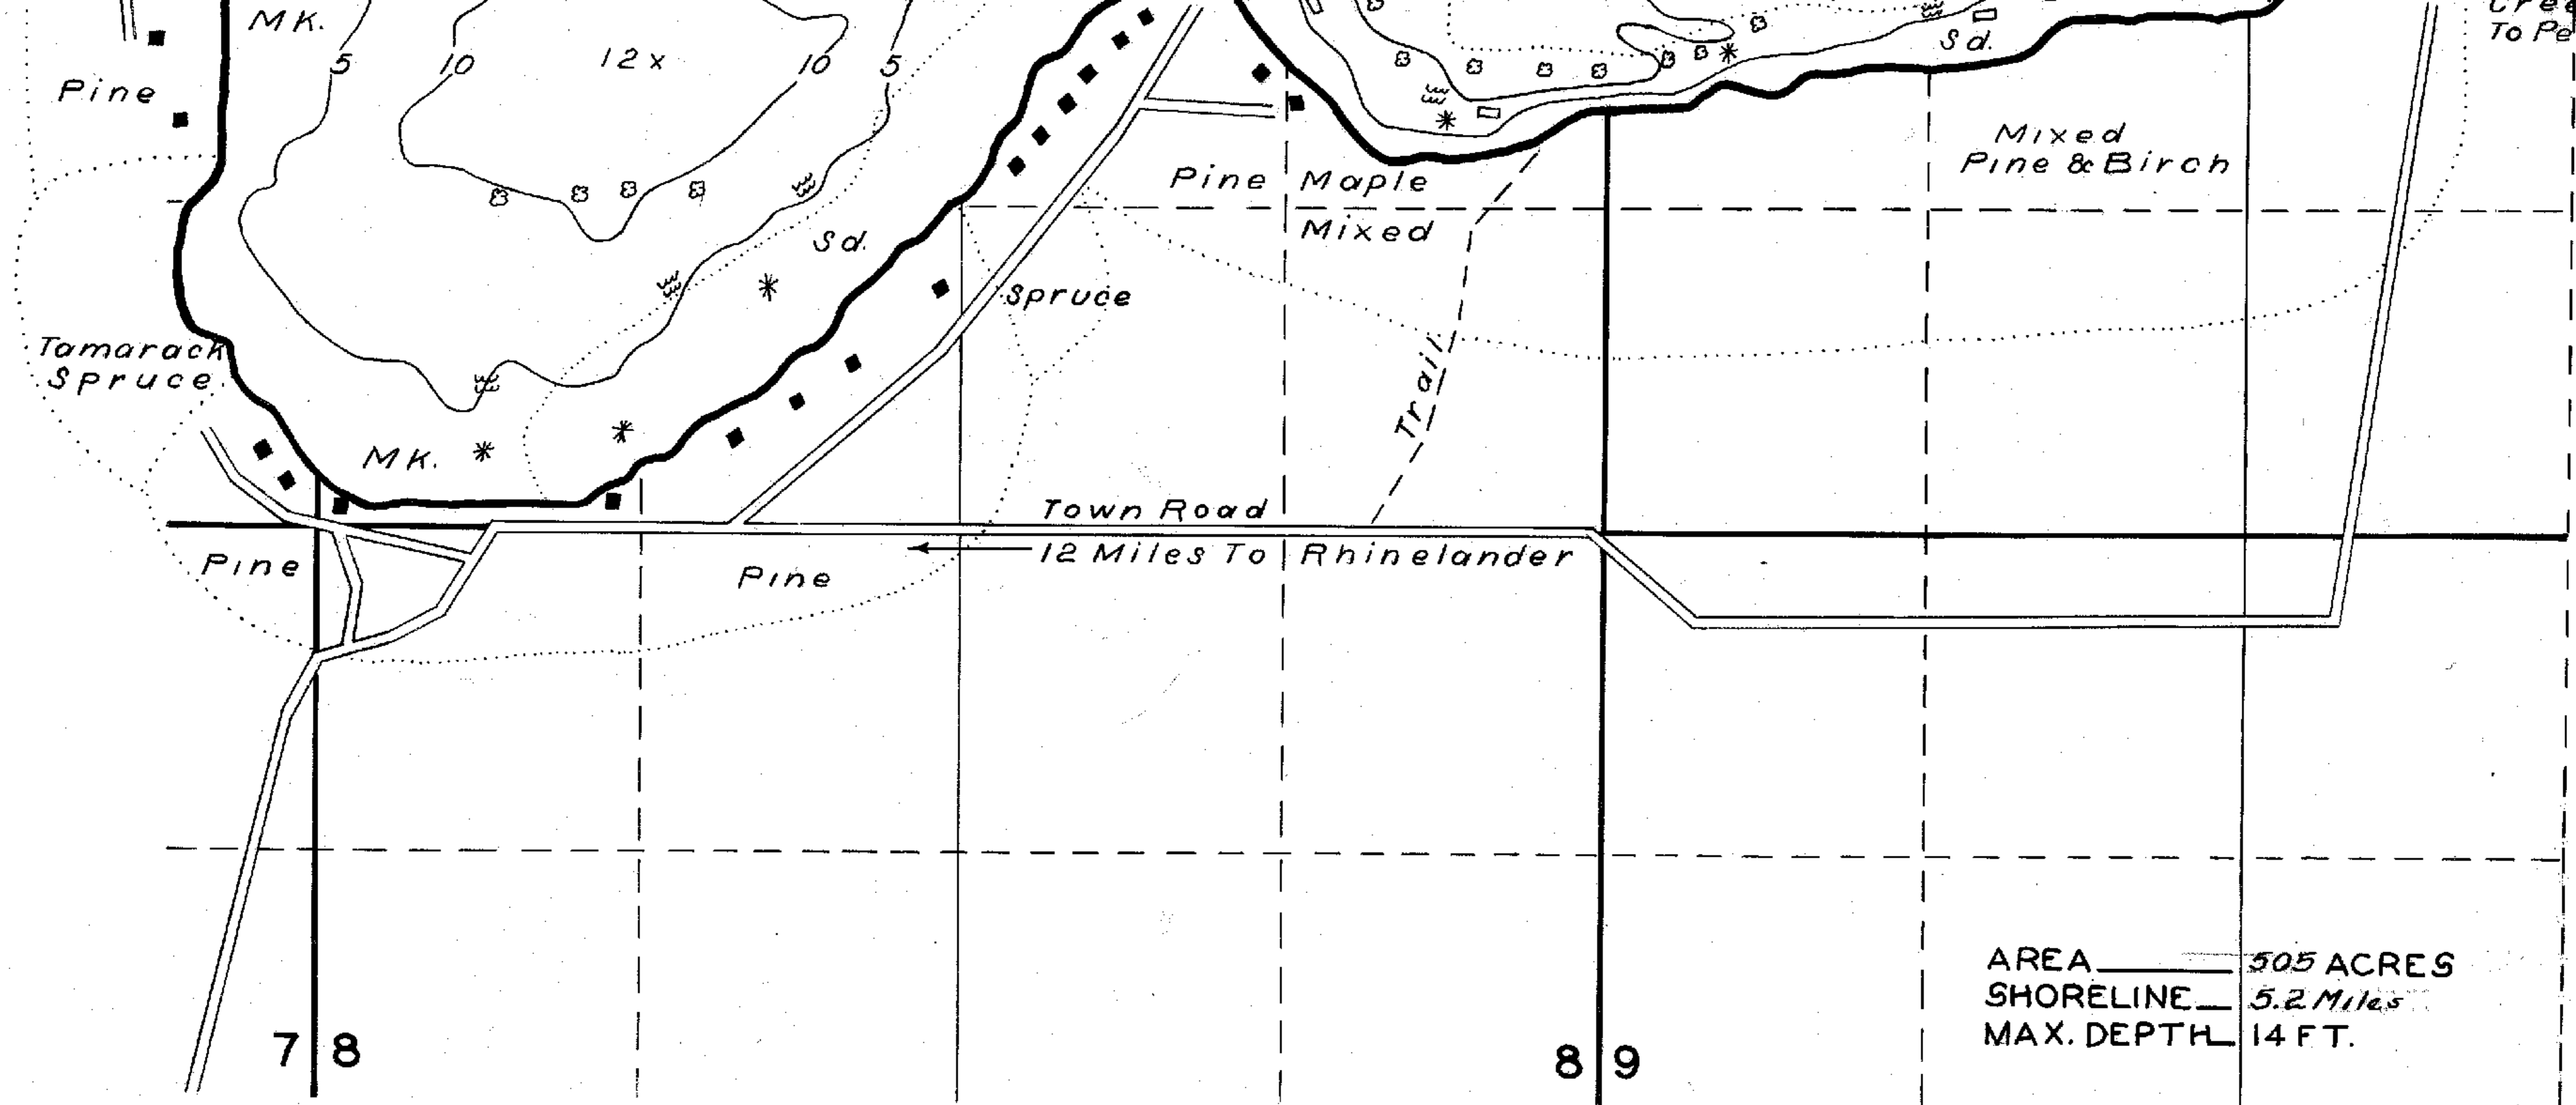 Cree
To Pe
MK.
5
10
12 x
10
5
Sd.
Pine
Mixed
Pine & Birch
Pine
Maple
Mixed
Sd.
Spruce
Tamarack
Spruce
Trail
MK.
Town Road
12 Miles To Rhinelander
Pine
Pine
AREA 505 ACRES
SHORELINE 5.2 Miles
MAX. DEPTH 14 FT.
7 8
8 9